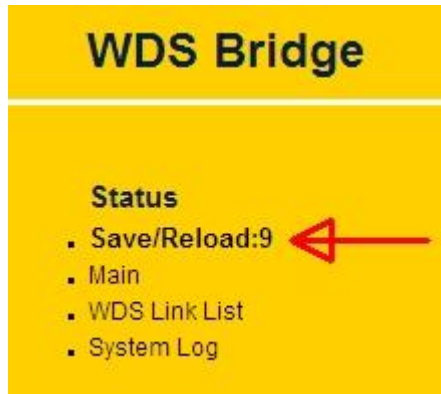 WDS Bridge
Status
Save/Reload:9
Main
WDS Link List
System Log